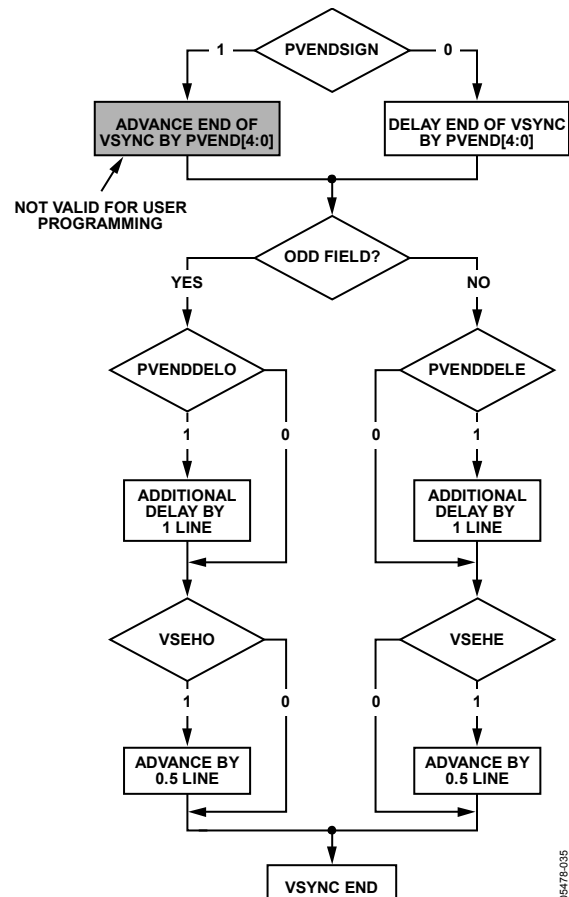 PVENDSIGN
1
0
ADVANCE END OF
VSYNC BY PVEND[4:0]
DELAY END OF VSYNC
BY PVEND[4:0]
NOT VALID FOR USER
PROGRAMMING
ODD FIELD?
YES
NO
PVENDDELO
PVENDDELE
1
0
0
1
ADDITIONAL
DELAY BY
1 LINE
ADDITIONAL
DELAY BY
1 LINE
VSEHO
VSEHE
1
0
0
1
ADVANCE BY
0.5 LINE
ADVANCE BY
0.5 LINE
VSYNC END
05478-035